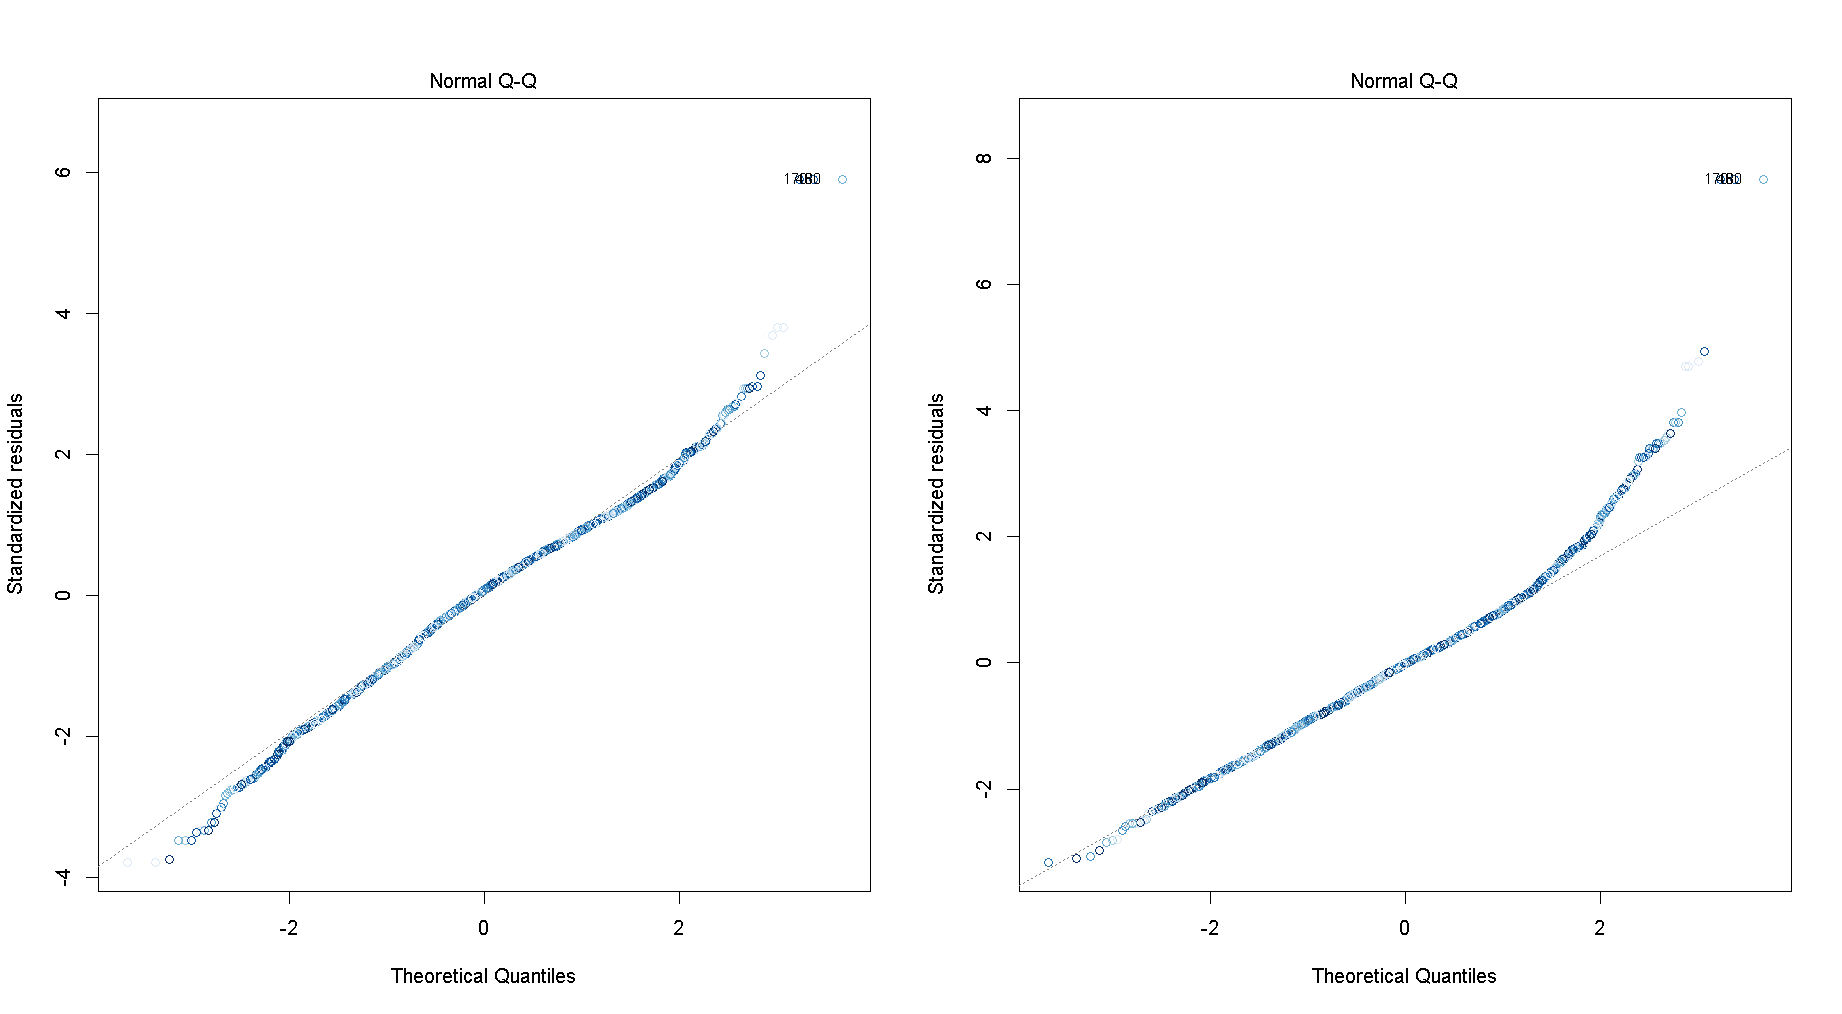 Normal Q-Q
6
4
2
0
-2
-4
-2 0 2
Standardized residuals
Theoretical Quantiles
Normal Q-Q
8
6
4
2
0
-2
-2 0 2
Standardized residuals
Theoretical Quantiles